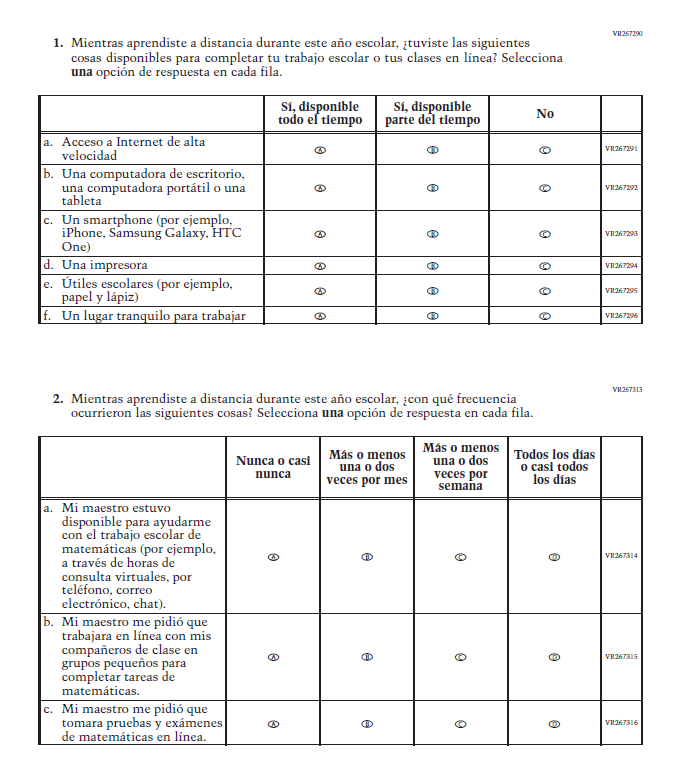 VR267290
1. Mientras aprendiste a distancia durante este año escolar, ¿tuviste las siguientes
cosas disponibles para completar tu trabajo escolar o tus clases en línea? Selecciona
una opción de respuesta en cada fila.
Sí, disponible
todo el tiempo
Sí, disponible
parte del tiempo
No
a. Acceso a Internet de alta
velocidad
A B C VR267291
b. Una computadora de escritorio,
una computadora portátil o una
tableta
A B C VR267292
c. Un smartphone (por ejemplo,
iPhone, Samsung Galaxy, HTC
One)
A B C VR267293
d. Una impresora A B C VR267294
e. Útiles escolares (por ejemplo,
papel y lápiz)
A B C VR267295
f. Un lugar tranquilo para trabajar A B C VR267296
VR267313
2. Mientras aprendiste a distancia durante este año escolar, ¿con qué frecuencia
ocurrieron las siguientes cosas? Selecciona una opción de respuesta en cada fila.
Nunca o casi
nunca
Más o menos
una o dos
veces por mes
Más o menos
una o dos
veces por
semana
Todos los días
o casi todos
los días
a. Mi maestro estuvo
disponible para ayudarme
con el trabajo escolar de
matemáticas (por ejemplo,
a través de horas de
consulta virtuales, por
teléfono, correo
electrónico, chat).
A B C D VR267314
b. Mi maestro me pidió que
trabajara en línea con mis
compañeros de clase en
grupos pequeños para
completar tareas de
matemáticas.
A B C D VR267315
c. Mi maestro me pidió que
tomara pruebas y exámenes
de matemáticas en línea.
A B C D VR267316